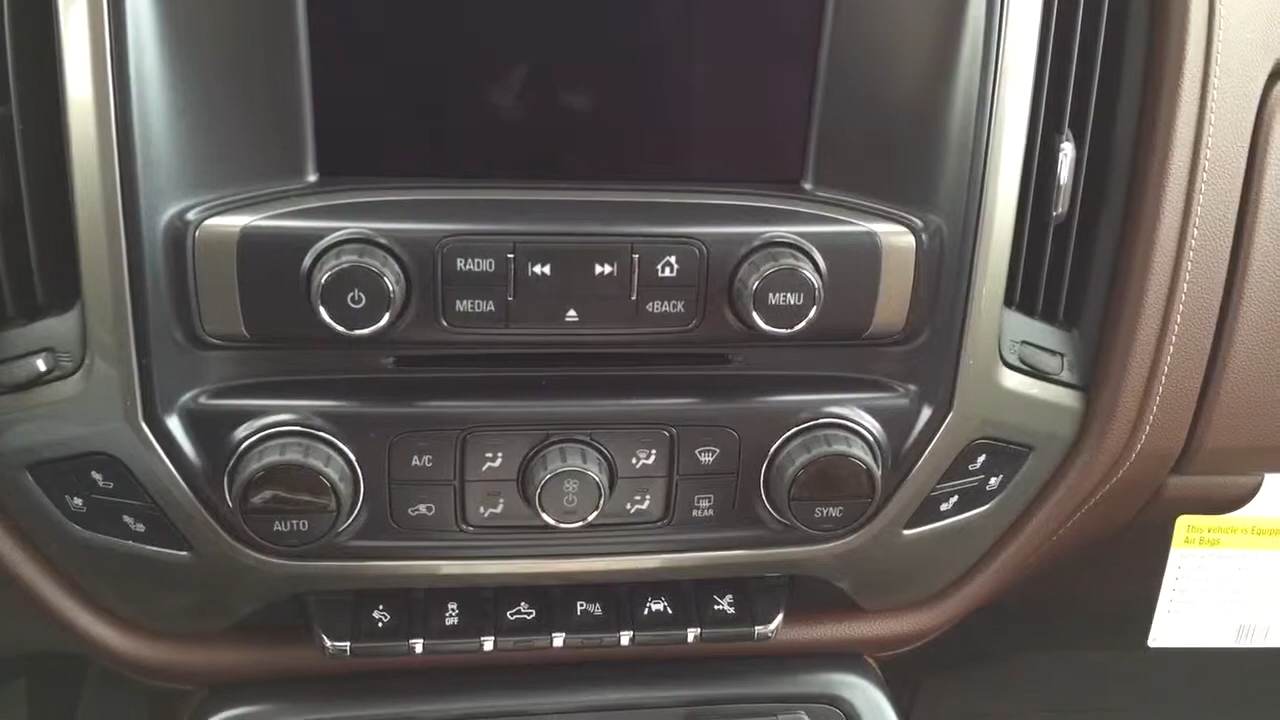 RADIO
MEDIA
BACK
MENU
A/C
AUTO
REAR
SYNC
OFF
P
This Vehicle is Equipp
Air Bags